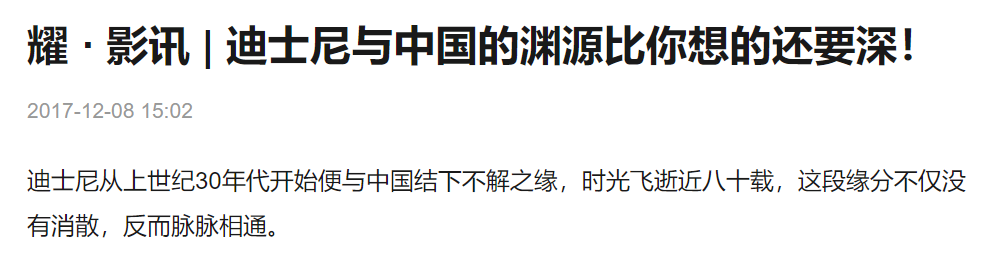 耀 · 影讯 | 迪士尼与中国的渊源比你想的还要深！
2017-12-08 15:02
迪士尼从上世纪30年代开始便与中国结下不解之缘，时光飞逝近八十载，这段缘分不仅没
有消散，反而脉脉相通。